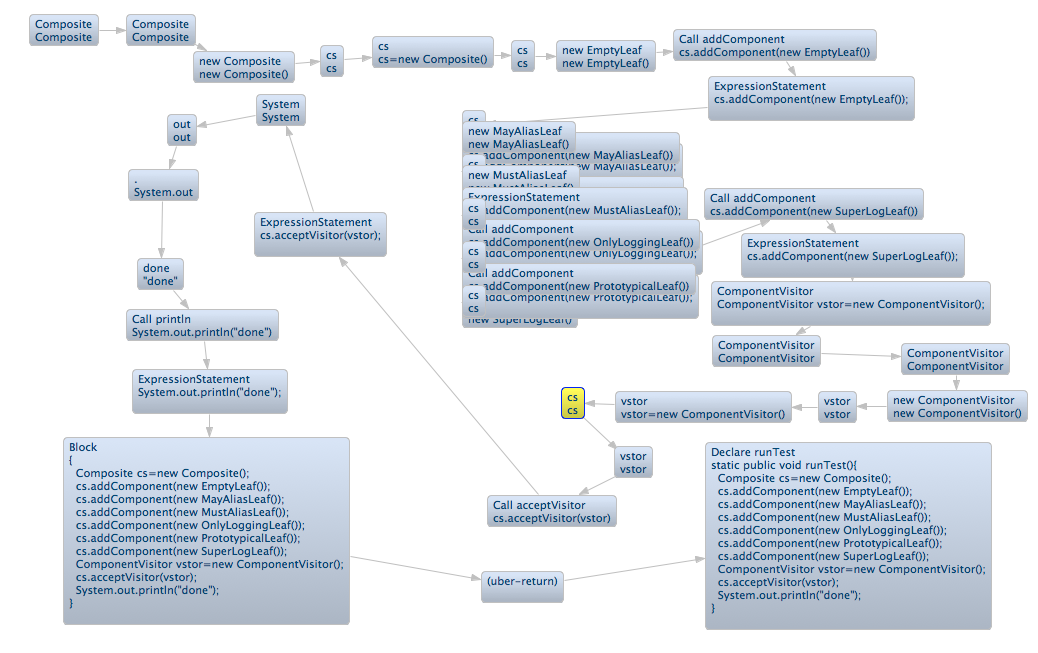 Composite
Composite
Composite
Composite
new Composite
new Composite()
cs
cs
cs
cs=new Composite()
cs
cs
new EmptyLeaf
new EmptyLeaf()
Call addComponent
cs.addComponent(new EmptyLeaf())
ExpressionStatement
cs.addComponent(new EmptyLeaf());
cs
new MayAliasLeaf
new MayAliasLeaf()
.addComponent(new MayAliasLeaf())
cs
new MustAliasLeaf
new MustAliasLeaf()
ExpressionStatement
cs
.addComponent(new MustAliasLeaf());
cs
Call addComponent
.addComponent(new OnlyLoggingLeaf())
cs
.addComponent(new OnlyLoggingLeaf());
cs
Call addComponent
.addComponent(new PrototypicalLeaf())
cs
.addComponent(new PrototypicalLeaf());
cs
new SuperLogLeaf()
Call addComponent
cs.addComponent(new SuperLogLeaf())
ExpressionStatement
cs.addComponent(new SuperLogLeaf());
ComponentVisitor
ComponentVisitor vstor=new ComponentVisitor();
ComponentVisitor
ComponentVisitor
ComponentVisitor
ComponentVisitor
new ComponentVisitor
new ComponentVisitor()
vstor
vstor
vstor
vstor=new ComponentVisitor()
cs
cs
vstor
vstor
Call acceptVisitor
cs.acceptVisitor(vstor)
ExpressionStatement
cs.acceptVisitor(vstor);
System
System
out
out
.
System.out
done
"done"
Call println
System.out.println("done")
ExpressionStatement
System.out.println("done");
Block
{
Composite cs=new Composite();
cs.addComponent(new EmptyLeaf());
cs.addComponent(new MayAliasLeaf());
cs.addComponent(new MustAliasLeaf());
cs.addComponent(new OnlyLoggingLeaf());
cs.addComponent(new PrototypicalLeaf());
cs.addComponent(new SuperLogLeaf());
ComponentVisitor vstor=new ComponentVisitor();
cs.acceptVisitor(vstor);
System.out.println("done");
}
(uber-return)
Declare runTest
static public void runTest(){
Composite cs=new Composite();
cs.addComponent(new EmptyLeaf());
cs.addComponent(new MayAliasLeaf());
cs.addComponent(new MustAliasLeaf());
cs.addComponent(new OnlyLoggingLeaf());
cs.addComponent(new PrototypicalLeaf());
cs.addComponent(new SuperLogLeaf());
ComponentVisitor vstor=new ComponentVisitor();
cs.acceptVisitor(vstor);
System.out.println("done");
}